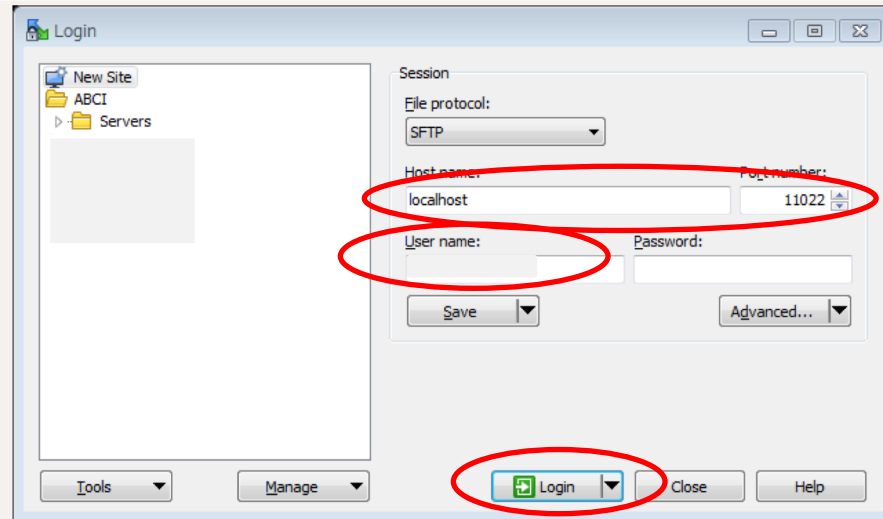 Login
New Site
ABCI
Servers
Session
File protocol:
SFTP
Host name:
Port number:
localhost
11022
User name:
Password:
Save
Advanced...
Tools
Manage
Login
Close
Help